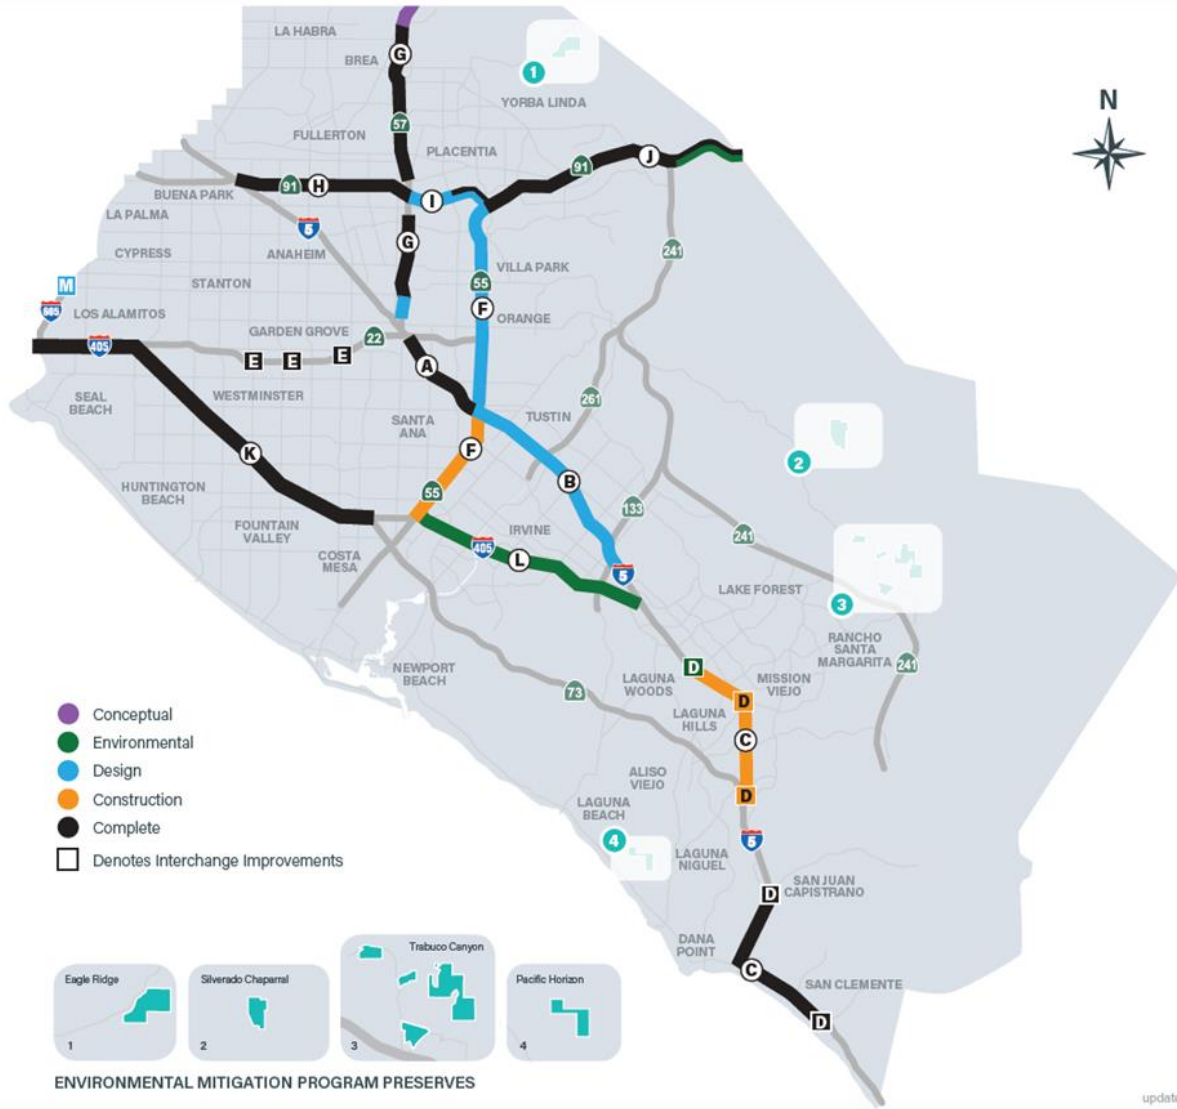 LA HABRA
BREA
G
1
YORBA LINDA
N
57
FULLERTON
PLACENTIA
91
J
BUENA PARK
91
H
I
LA PALMA
5
G
CYPRESS
ANAHEIM
241
VILLA PARK
STANTON
55
M
605
LOS ALAMITOS
F
ORANGE
GARDEN GROVE
22
405
E
E
E
A
SEAL
BEACH
WESTMINSTER
261
SANTA
ANA
TUSTIN
K
F
2
B
HUNTINGTON
BEACH
55
133
FOUNTAIN
VALLEY
IRVINE
241
COSTA
MESA
405
L
5
LAKE FOREST
3
RANCHO
SANTA
MARGARITA
241
NEWPORT
BEACH
D
LAGUNA
WOODS
MISSION
VIEJO
73
D
LAGUNA
HILLS
C
ALISO
VIEJO
D
LAGUNA
BEACH
4
5
LAGUNA
NIGUEL
D
SAN JUAN
CAPISTRANO
DANA
POINT
C
SAN CLEMENTE
D
Conceptual
Environmental
Design
Construction
Complete
Denotes Interchange Improvements
Eagle Ridge
1
Silverado Chaparral
2
Trabuco Canyon
3
Pacific Horizon
4
ENVIRONMENTAL MITIGATION PROGRAM PRESERVES